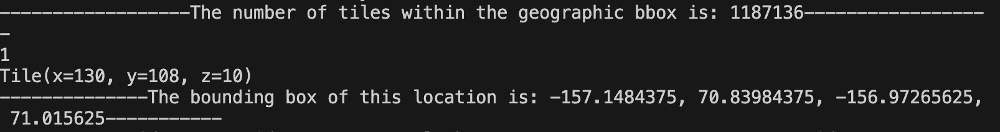 ------------------The number of tiles within the geographic bbox is: 1187136-----------------
-
1
Tile(x=130, y=108, z=10)
--------------The bounding box of this location is: -157.1484375, 70.83984375, -156.97265625,
 71.015625-----------